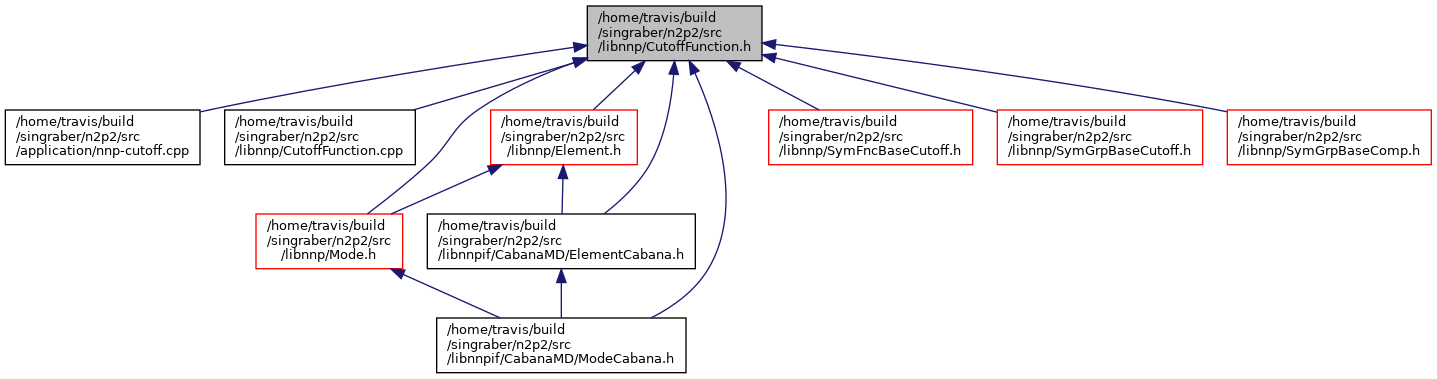 /home/travis/build
/singraber/n2p2/src
/libnnp/CutoffFunction.h
/home/travis/build
/singraber/n2p2/src
/application/nnp-cutoff.cpp
/home/travis/build
/singraber/n2p2/src
/libnnp/CutoffFunction.cpp
/home/travis/build
/singraber/n2p2/src
/libnnp/Element.h
/home/travis/build
/singraber/n2p2/src
/libnnp/SymFncBaseCutoff.h
/home/travis/build
/singraber/n2p2/src
/libnnp/SymGrpBaseCutoff.h
/home/travis/build
/singraber/n2p2/src
/libnnp/SymGrpBaseComp.h
/home/travis/build
/singraber/n2p2/src
/libnnp/Mode.h
/home/travis/build
/singraber/n2p2/src
/libnnpif/CabanaMD/ElementCabana.h
/home/travis/build
/singraber/n2p2/src
/libnnpif/CabanaMD/ModeCabana.h